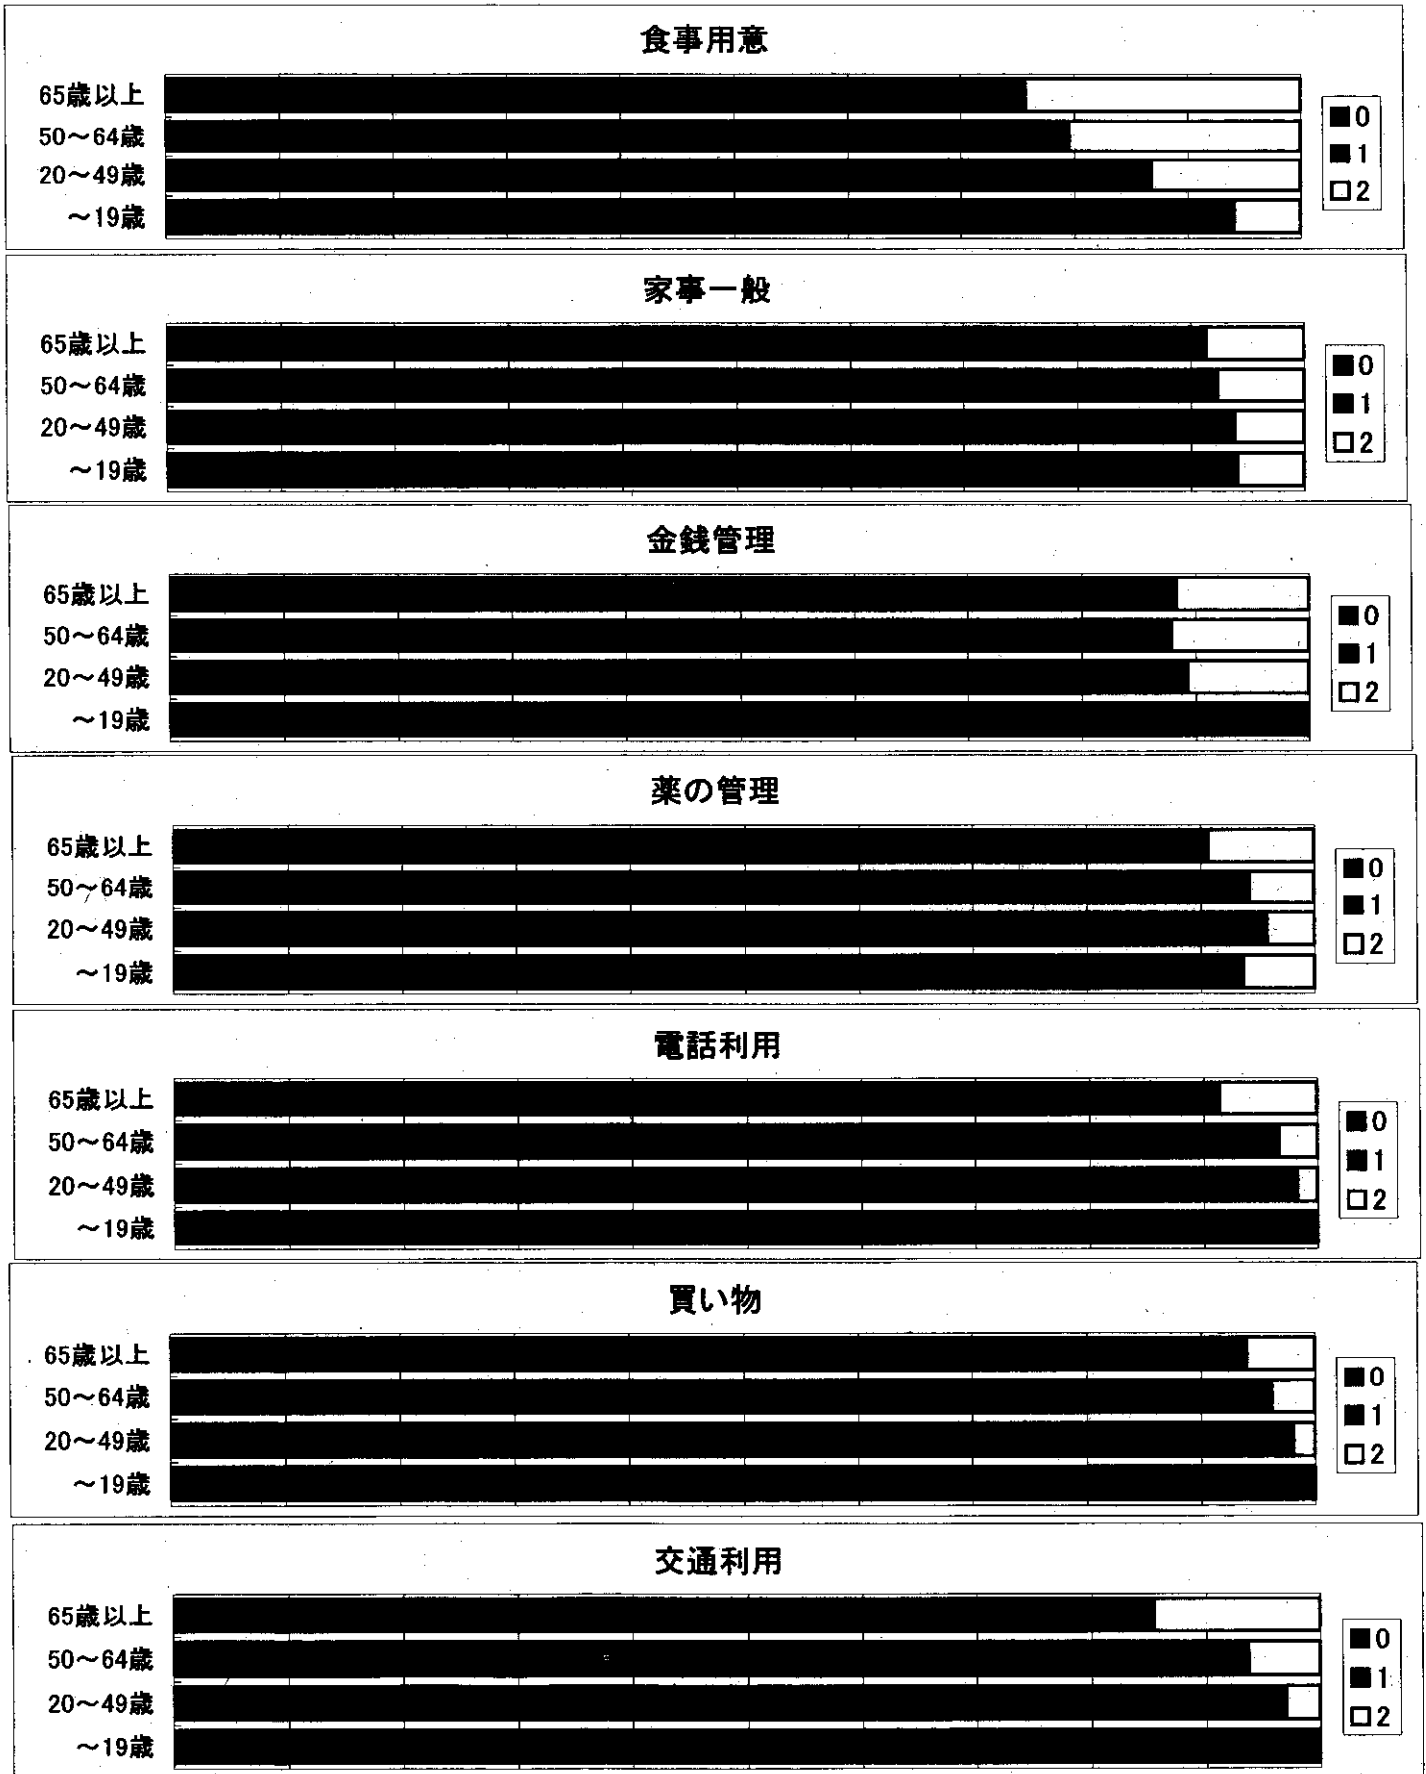 食事用意
65歳以上
50～64歳
20～49歳
～19歳
■0
■1
□2
家事一般
65歳以上
50～64歳
20～49歳
～19歳
■0
■1
□2
金銭管理
65歳以上
50～64歳
20～49歳
～19歳
■0
■1
□2
薬の管理
65歳以上
50～64歳
20～49歳
～19歳
■0
■1
□2
電話利用
65歳以上
50～64歳
20～49歳
～19歳
■0
■1
□2
買い物
65歳以上
50～64歳
20～49歳
～19歳
■0
■1
□2
交通利用
65歳以上
50～64歳
20～49歳
～19歳
■0
■1
□2